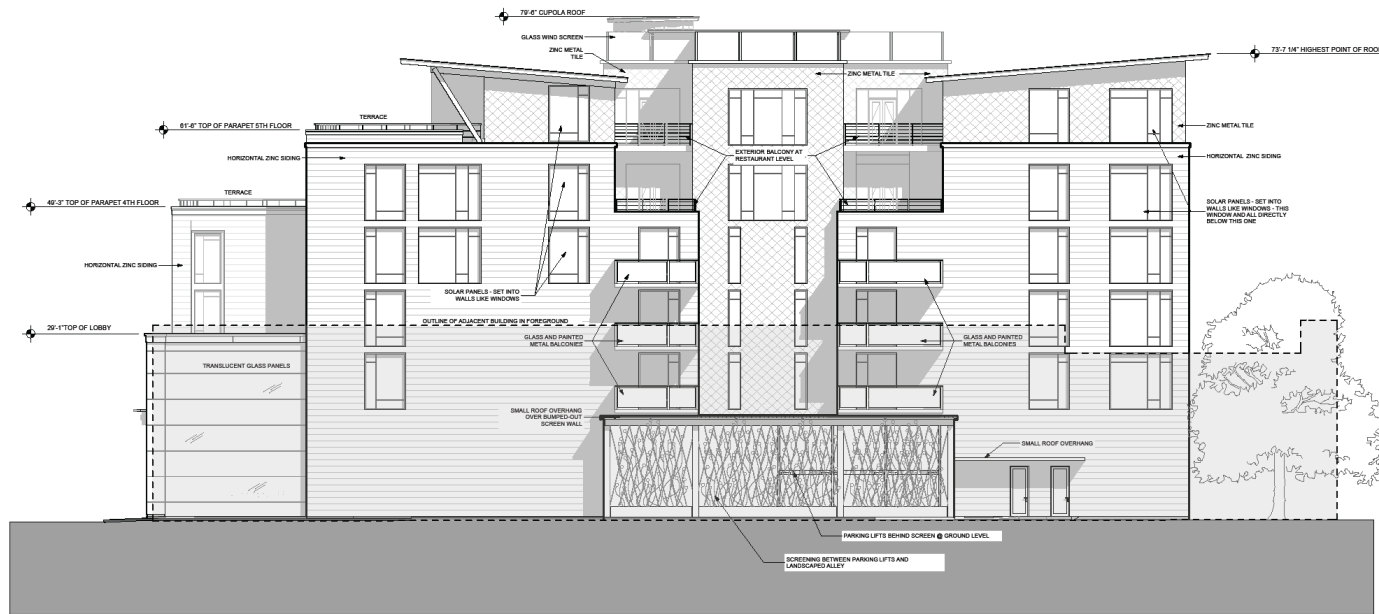 79'-6" CUPOLA ROOF
GLASS WIND SCREEN
ZINC METAL
TILE
73'-7 1/4" HIGHEST POINT OF ROOF
ZINC METAL TILE
TERRACE
61'-6" TOP OF PARAPET 5TH FLOOR
ZINC METAL TILE
HORIZONTAL ZINC SIDING
EXTERIOR BALCONY AT
RESTAURANT LEVEL
HORIZONTAL ZINC SIDING
TERRACE
49'-3" TOP OF PARAPET 4TH FLOOR
SOLAR PANELS - SET INTO
WALLS LIKE WINDOWS - THIS
WINDOW AND ALL DIRECTLY
BELOW THIS ONE
HORIZONTAL ZINC SIDING
SOLAR PANELS - SET INTO
WALLS LIKE WINDOWS
OUTLINE OF ADJACENT BUILDING IN FOREGROUND
29'-1"TOP OF LOBBY
GLASS AND PAINTED
METAL BALCONIES
GLASS AND PAINTED
METAL BALCONIES
TRANSLUCENT GLASS PANELS
SMALL ROOF OVERHANG
OVER BUMPED-OUT
SCREEN WALL
SMALL ROOF OVERHANG
PARKING LIFTS BEHIND SCREEN @ GROUND LEVEL
SCREENING BETWEEN PARKING LIFTS AND
LANDSCAPED ALLEY